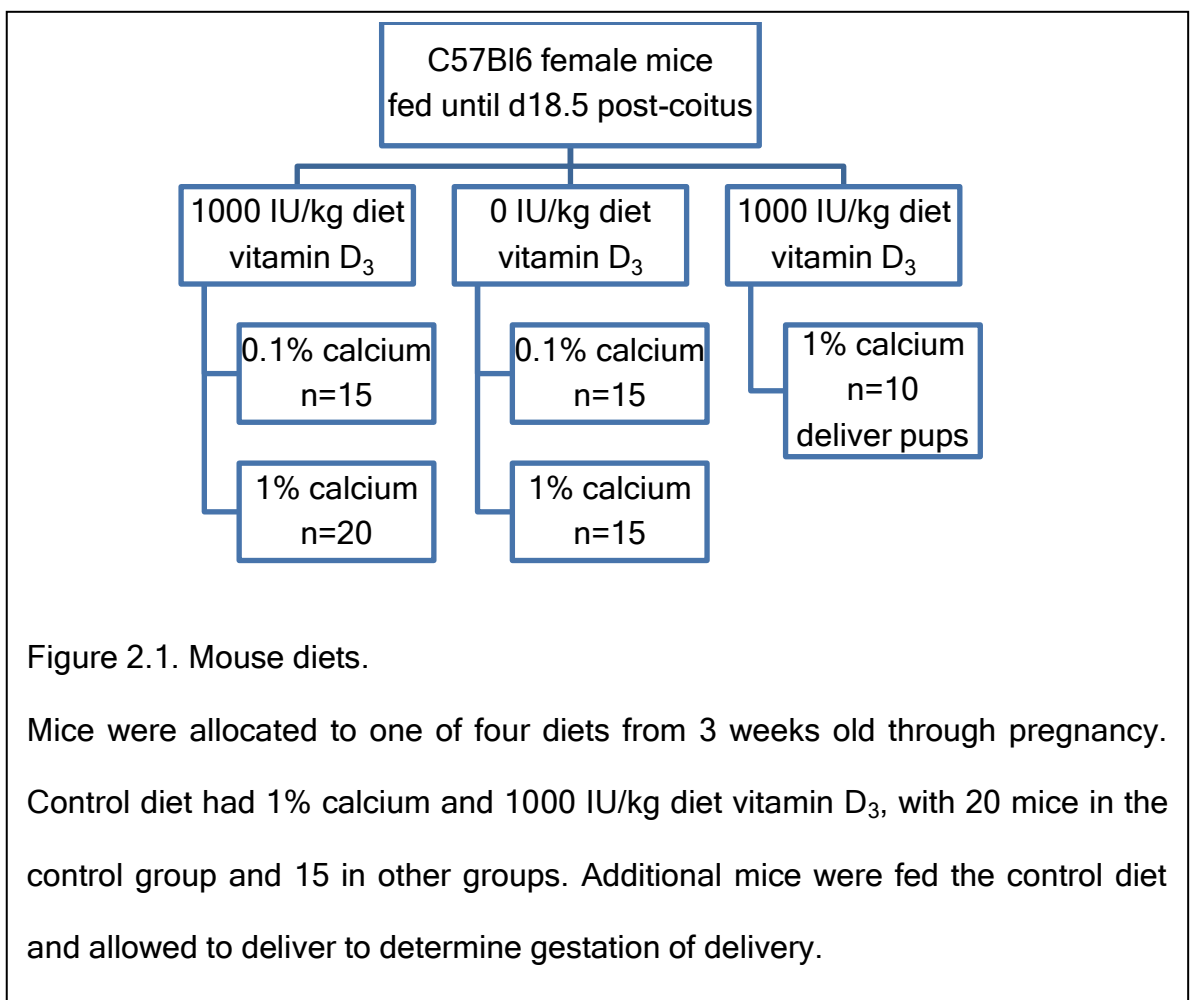 C57Bl6 female mice
fed until d18.5 post-coitus
1000 IU/kg diet
vitamin D₃
0.1% calcium
n=15
1% calcium
n=20
0 IU/kg diet
vitamin D₃
0.1% calcium
n=15
1% calcium
n=15
1000 IU/kg diet
vitamin D₃
1% calcium
n=10
deliver pups
Figure 2.1. Mouse diets.
Mice were allocated to one of four diets from 3 weeks old through pregnancy.
Control diet had 1% calcium and 1000 IU/kg diet vitamin D₃, with 20 mice in the
control group and 15 in other groups. Additional mice were fed the control diet
and allowed to deliver to determine gestation of delivery.